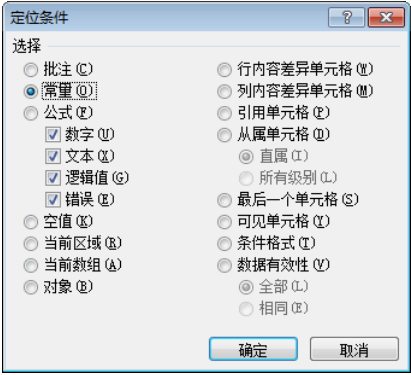 定位条件
选择
批注(C)
常量(O)
公式(F)
数字(U)
文本(X)
逻辑值(G)
错误(E)
空值(K)
当前区域(R)
当前数组(A)
对象(B)
行内容差异单元格(W)
列内容差异单元格(M)
引用单元格(P)
从属单元格(D)
直属(I)
所有级别(L)
最后一个单元格(S)
可见单元格(Y)
条件格式(T)
数据有效性(V)
全部(L)
相同(E)
确定
取消